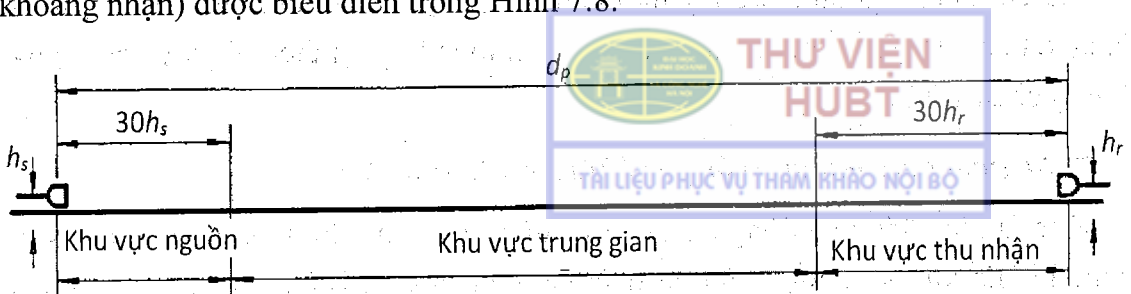 khoảng nhận) được biểu diễn trong Hình 7.8.
THƯ VIỆN
HUBT
d_p
30h_s
30h_r
h_s
h_r
TÀI LIỆU PHỤC VỤ THAM KHẢO NỘI BỘ
Khu vực nguồn
Khu vực trung gian
Khu vực thu nhận